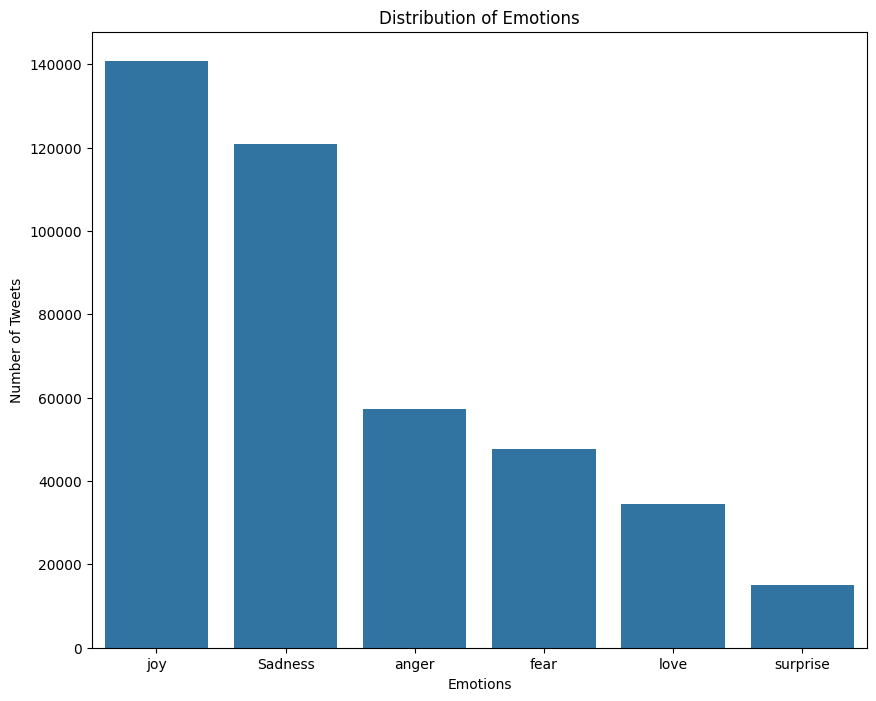 Distribution of Emotions
Number of Tweets
140000
120000
100000
80000
60000
40000
20000
0
joy Sadness anger fear love surprise
Emotions